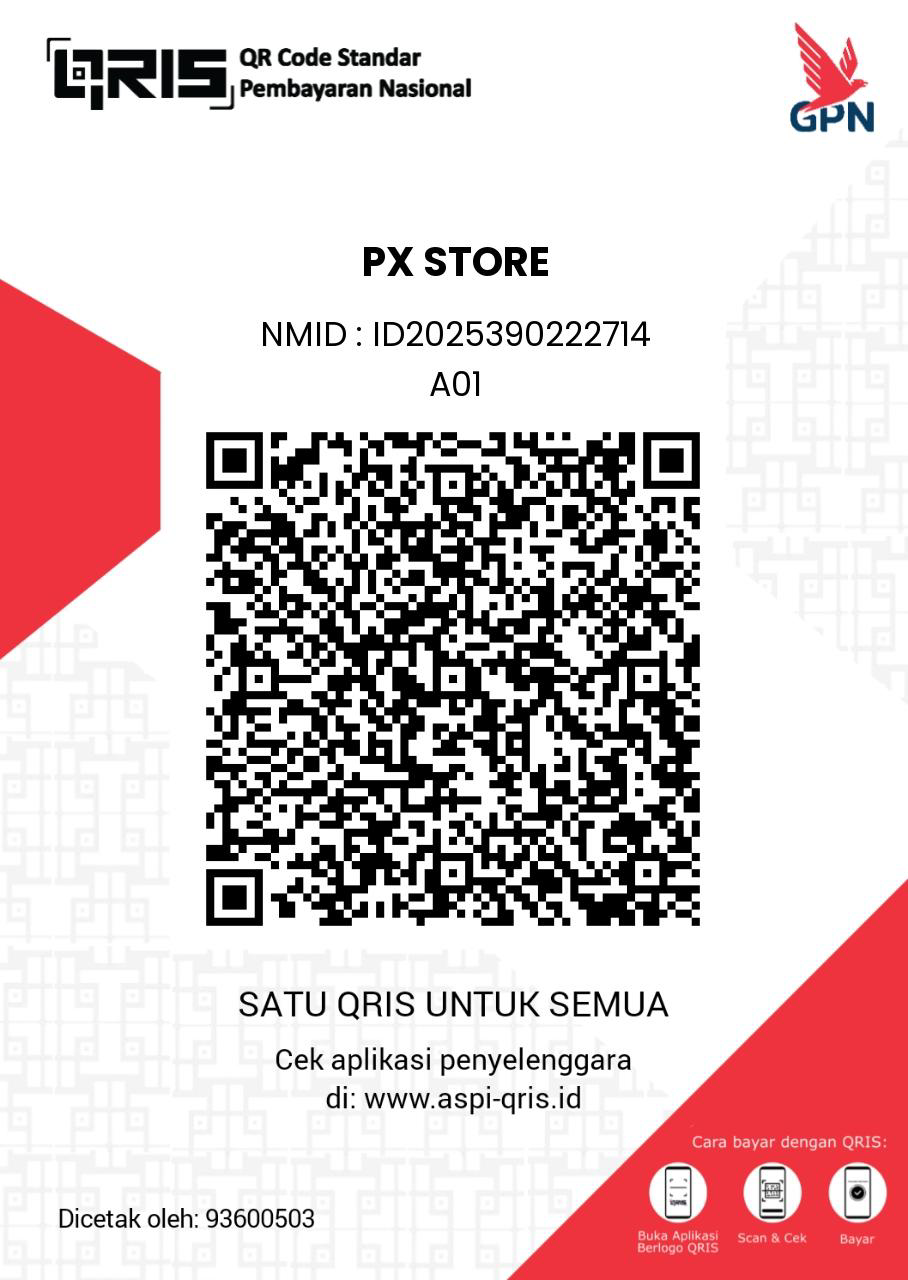 QRIS
QR Code Standar
Pembayaran Nasional
GPN
PX STORE
NMID : ID2025390222714
A01
SATU QRIS UNTUK SEMUA
Cek aplikasi penyelenggara
di: www.aspi-qris.id
Cara bayar dengan QRIS:
Buka Aplikasi
Berlogo QRIS
Scan & Cek
Bayar
Dicetak oleh: 93600503